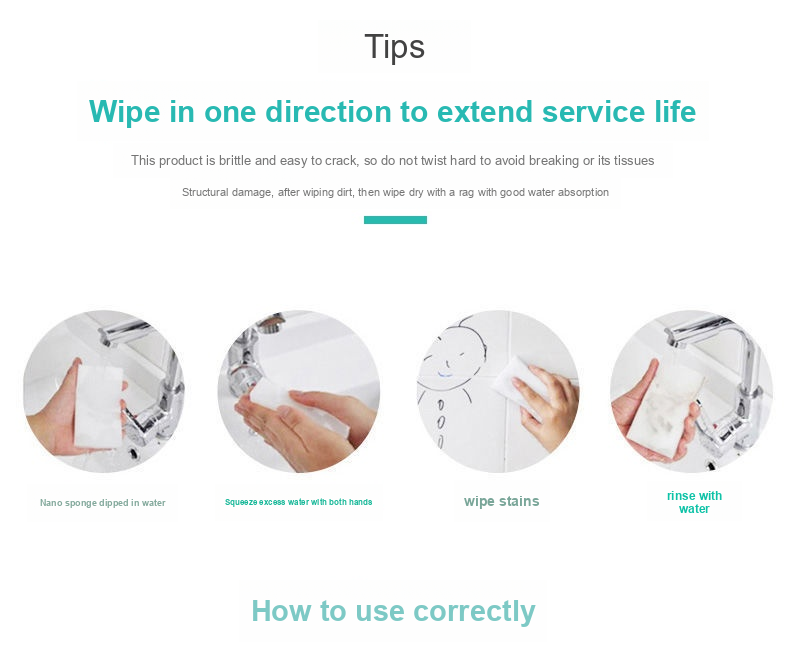 Tips
Wipe in one direction to extend service life
This product is brittle and easy to crack, so do not twist hard to avoid breaking or its tissues
Structural damage, after wiping dirt, then wipe dry with a rag with good water absorption
Nano sponge dipped in water
Squeeze excess water with both hands
wipe stains
rinse with
water
How to use correctly